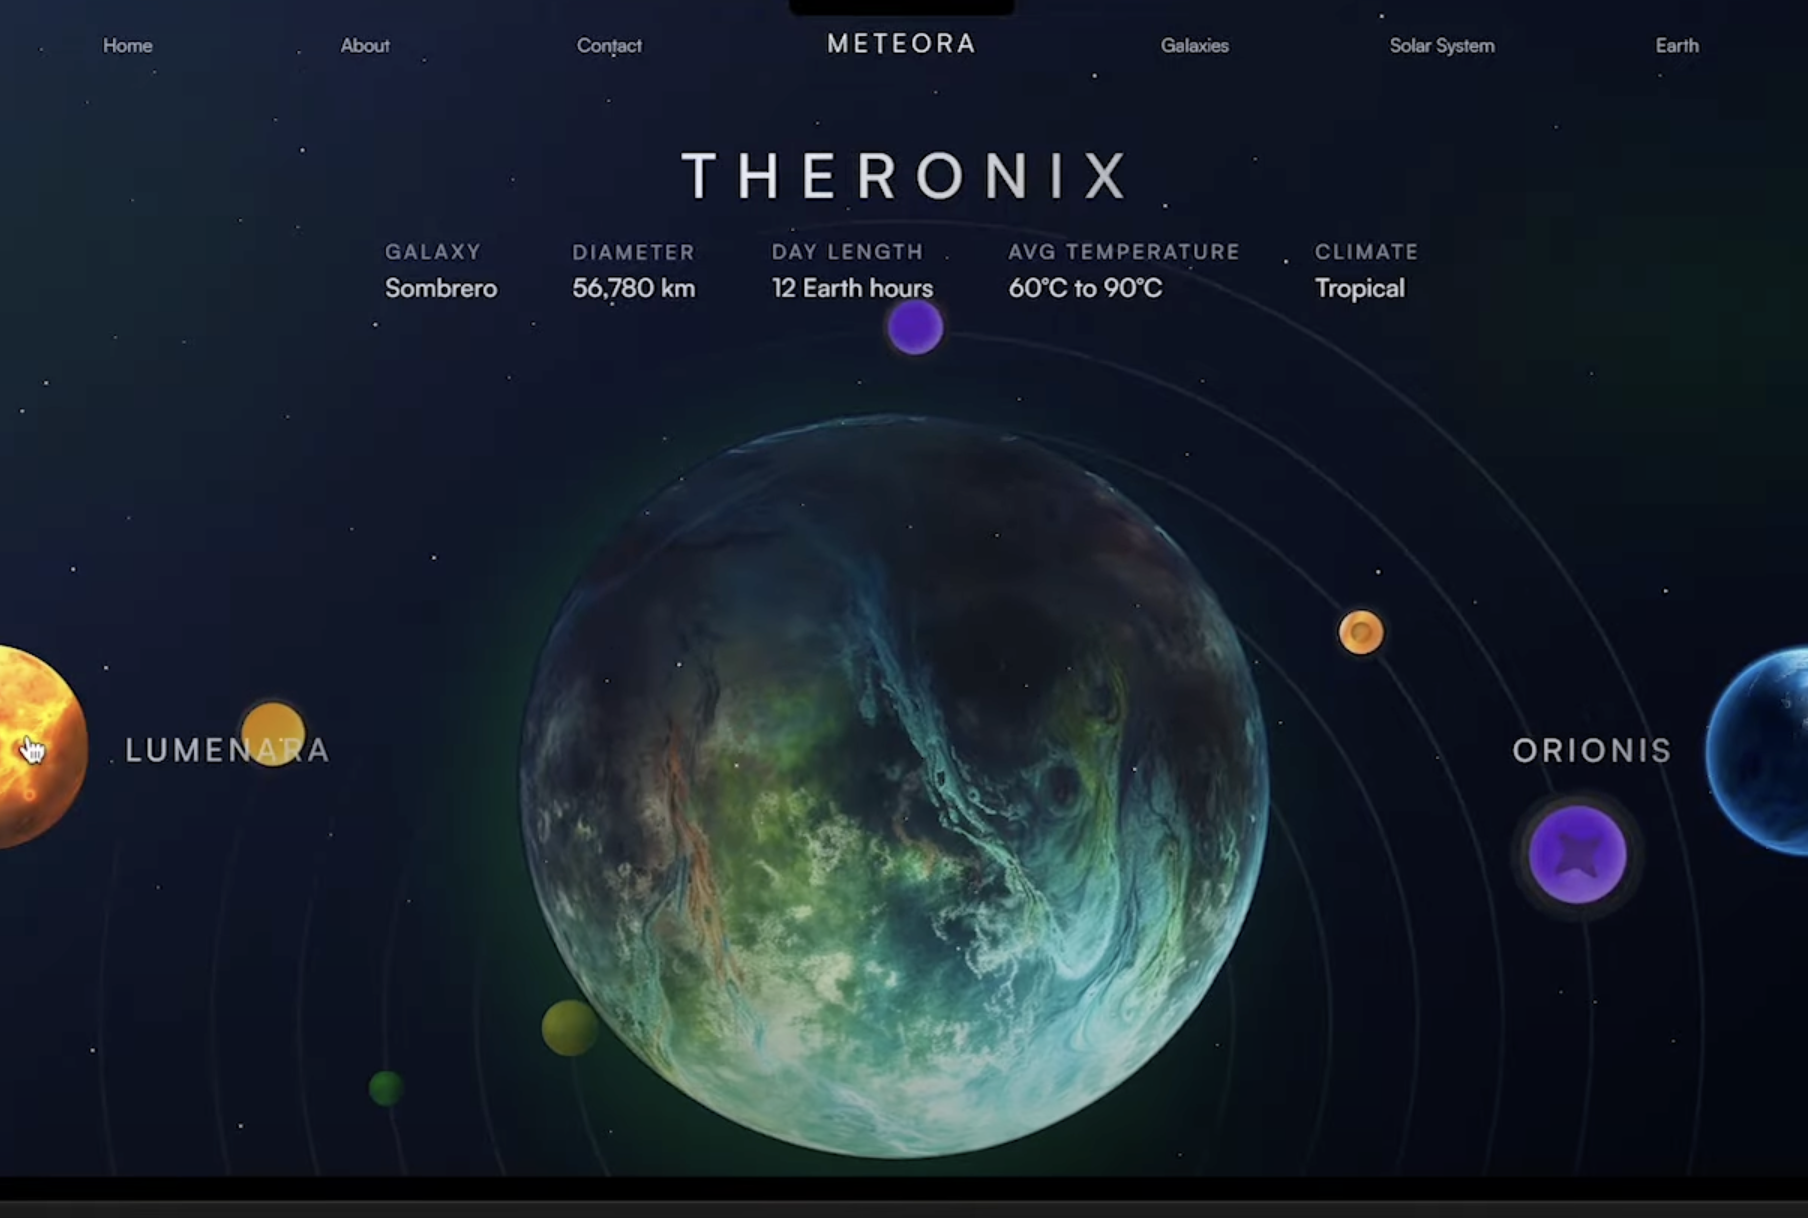 Home About Contact METEORA Galaxies Solar System Earth
THERONIX
GALAXY DIAMETER DAY LENGTH AVG TEMPERATURE CLIMATE
Sombrero 56,780 km 12 Earth hours 60°C to 90°C Tropical
LUMENARA ORIONIS